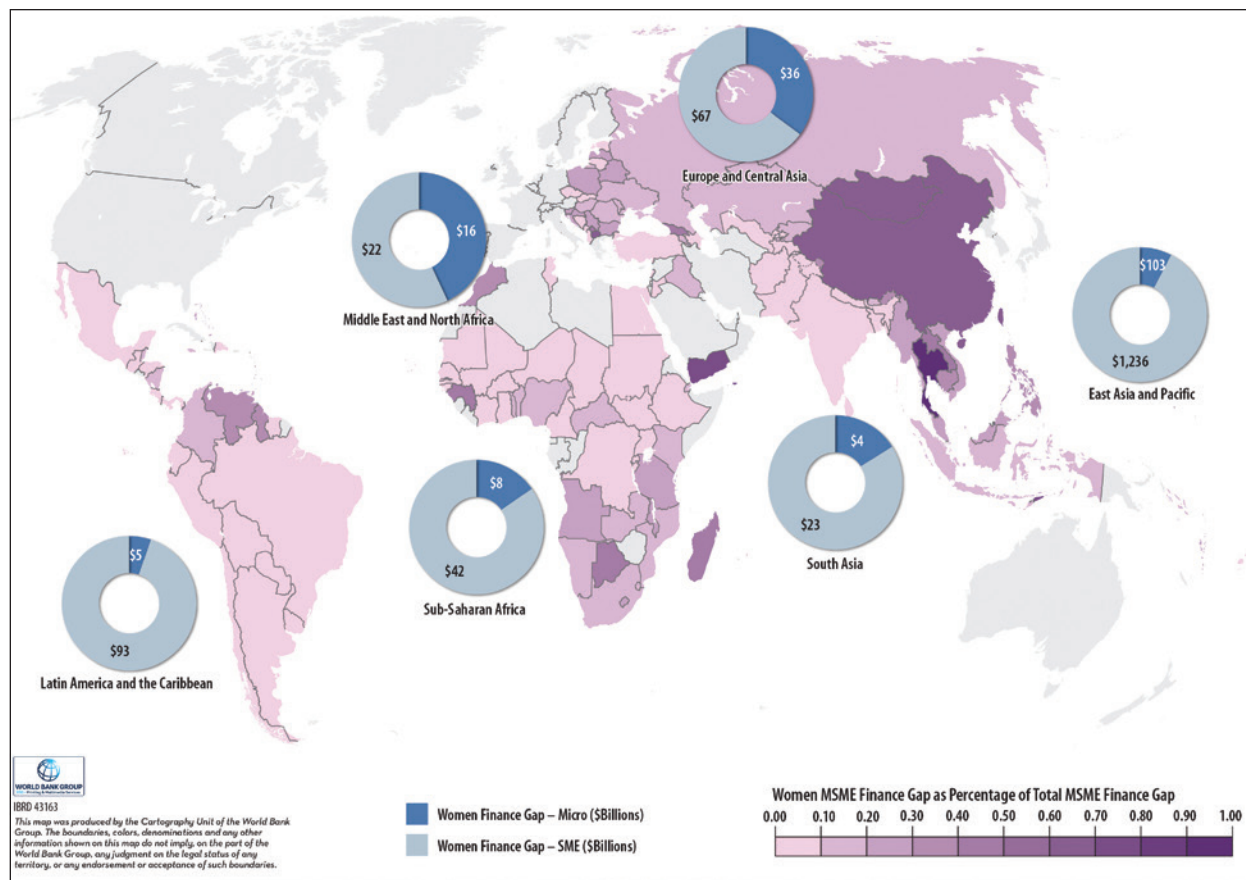 $36
$67
Europe and Central Asia
$16
$22
Middle East and North Africa
$103
$1,236
East Asia and Pacific
$4
$23
South Asia
$8
$42
Sub-Saharan Africa
$5
$93
Latin America and the Caribbean
WORLD BANK GROUP
IBRD 43163
This map was produced by the Cartography Unit of the World Bank
Group. The boundaries, colors, denominations and any other
information shown on this map do not imply, on the part of the
World Bank Group, any judgment on the legal status of any
territory, or any endorsement or acceptance of such boundaries.
Women Finance Gap – Micro ($Billions)
Women Finance Gap – SME ($Billions)
Women MSME Finance Gap as Percentage of Total MSME Finance Gap
0.00 0.10 0.20 0.30 0.40 0.50 0.60 0.70 0.80 0.90 1.00